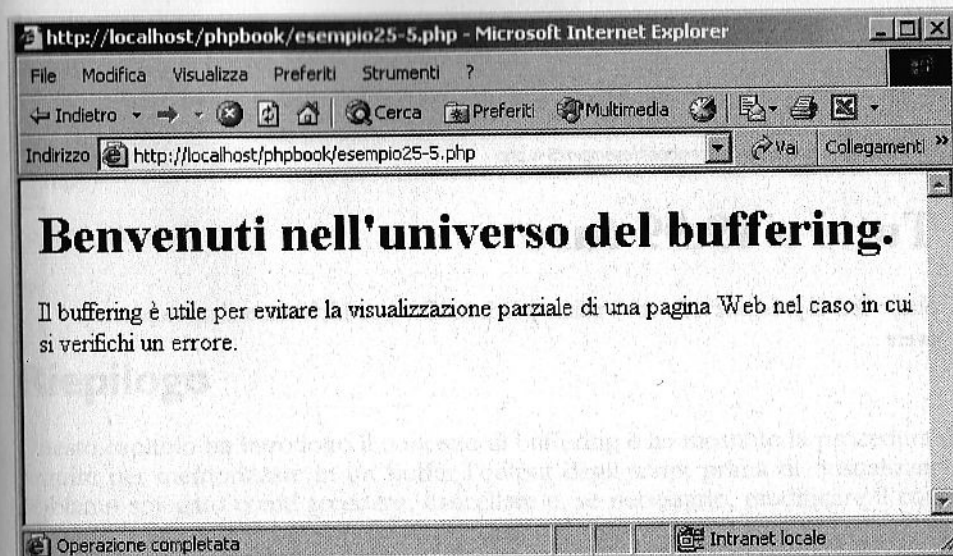 http://localhost/phpbook/esempio25-5.php - Microsoft Internet Explorer
File Modifica Visualizza Preferiti Strumenti ?
Indietro Cerca Preferiti Multimedia
Indirizzo http://localhost/phpbook/esempio25-5.php Vai Collegamenti »
Benvenuti nell'universo del buffering.
Il buffering è utile per evitare la visualizzazione parziale di una pagina Web nel caso in cui
si verifichi un errore.
Operazione completata Intranet locale